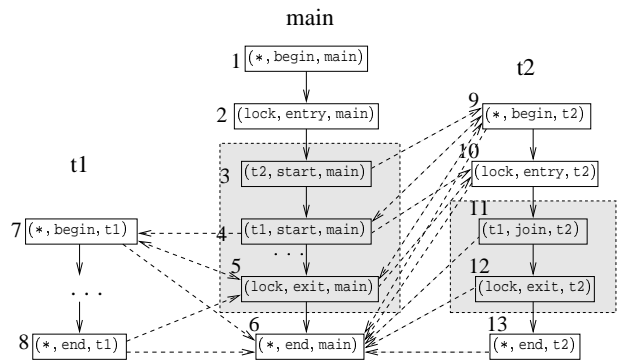 main
1 (*,begin,main)
t2
2 (lock,entry,main)
9 (*,begin,t2)
t1
3 (t2,start,main)
10 (lock,entry,t2)
7 (*,begin,t1)
4 (t1,start,main)
11 (t1,join,t2)
. . .
5 (lock,exit,main)
12 (lock,exit,t2)
. . .
8 (*,end,t1)
6 (*,end,main)
13 (*,end,t2)